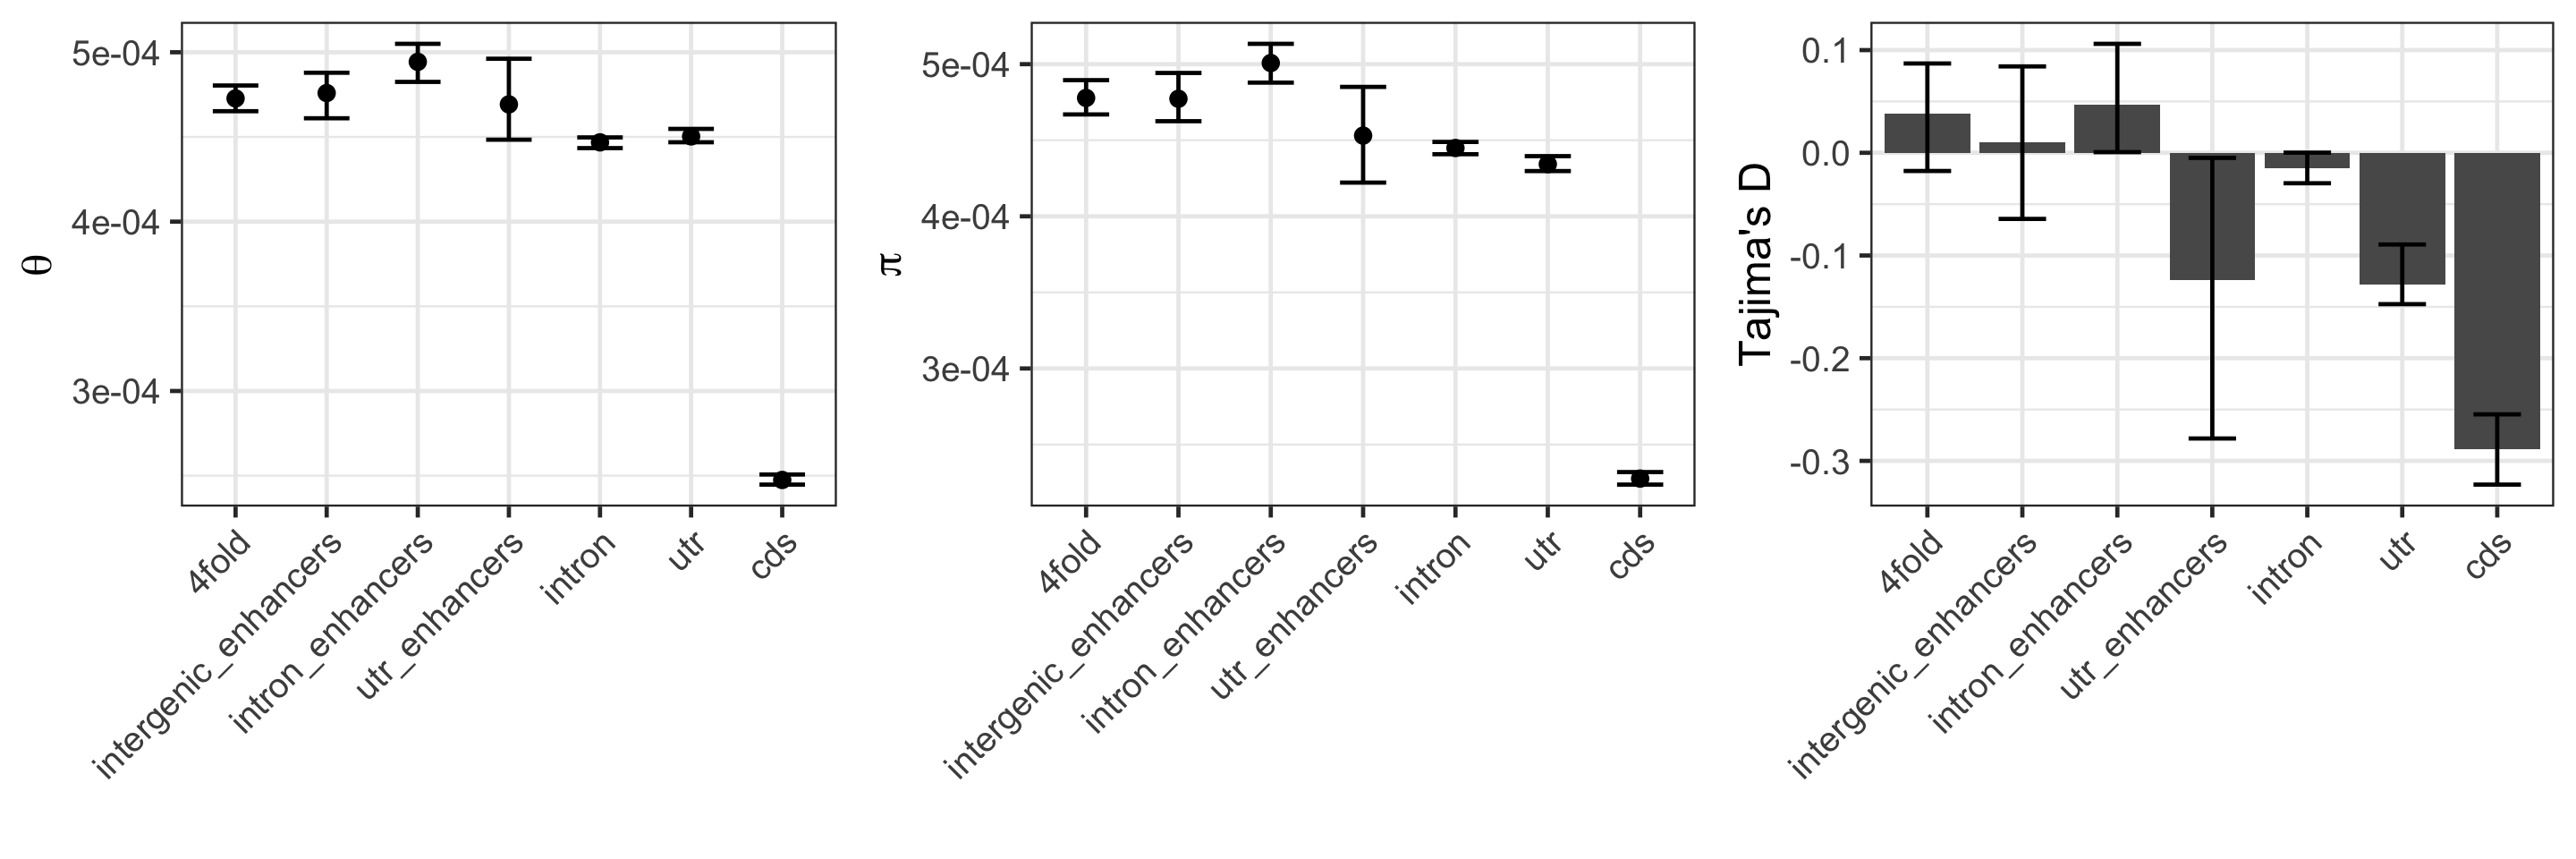 θ
5e-04
4e-04
3e-04
4fold
intergenic_enhancers
intron_enhancers
utr_enhancers
intron
utr
cds
π
5e-04
4e-04
3e-04
4fold
intergenic_enhancers
intron_enhancers
utr_enhancers
intron
utr
cds
Tajima's D
0.1
0.0
-0.1
-0.2
-0.3
4fold
intergenic_enhancers
intron_enhancers
utr_enhancers
intron
utr
cds